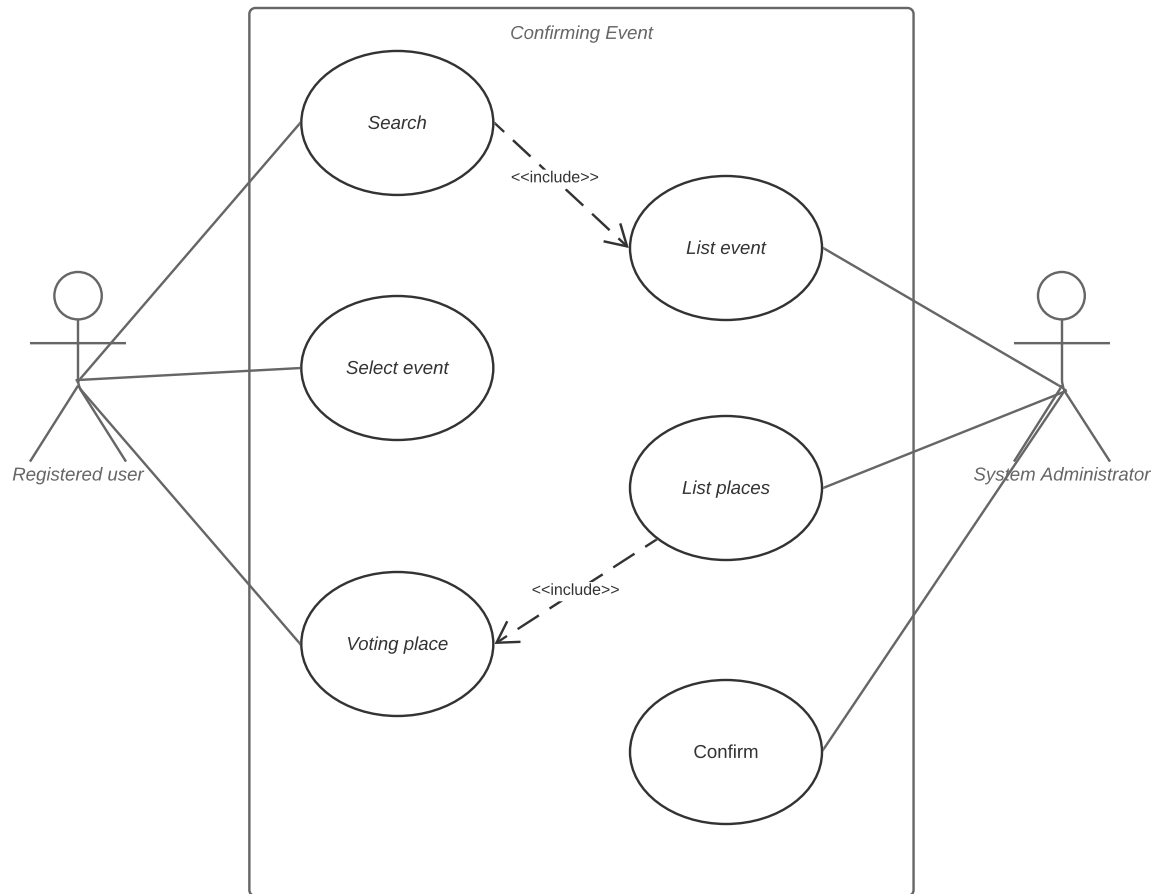 Confirming Event
Search
<<include>>
List event
Select event
Registered user
System Administrator
List places
<<include>>
Voting place
Confirm